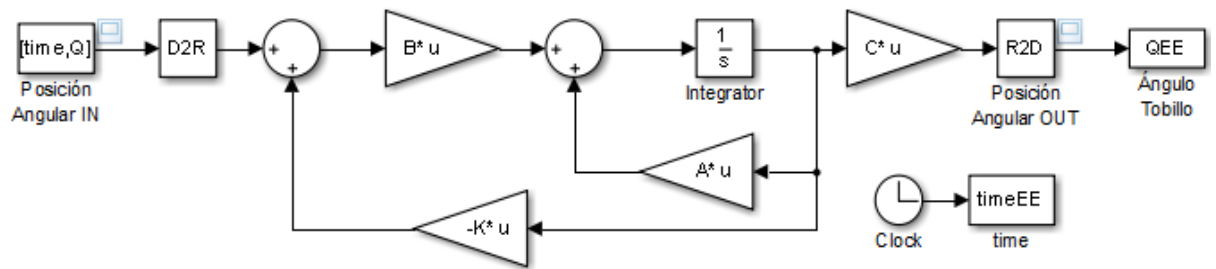 [time,Q]
Posición
Angular IN
D2R
+
+
B* u
+
+
1
s
Integrator
C* u
R2D
Posición
Angular OUT
QEE
Ángulo
Tobillo
A* u
-K* u
Clock
timeEE
time